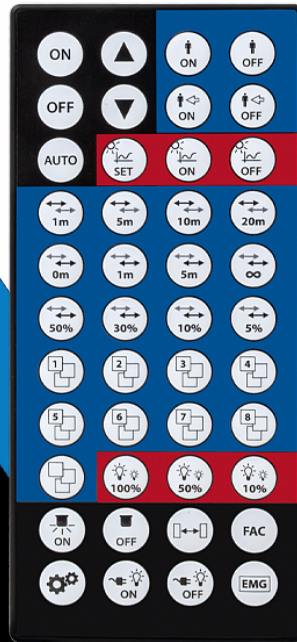 ON ON OFF
OFF ON OFF
AUTO SET ON OFF
1m 5m 10m 20m
0m 1m 5m ∞
50% 30% 10% 5%
1 2 3 4
5 6 7 8
100% 50% 10%
ON OFF FAC
ON OFF EMG